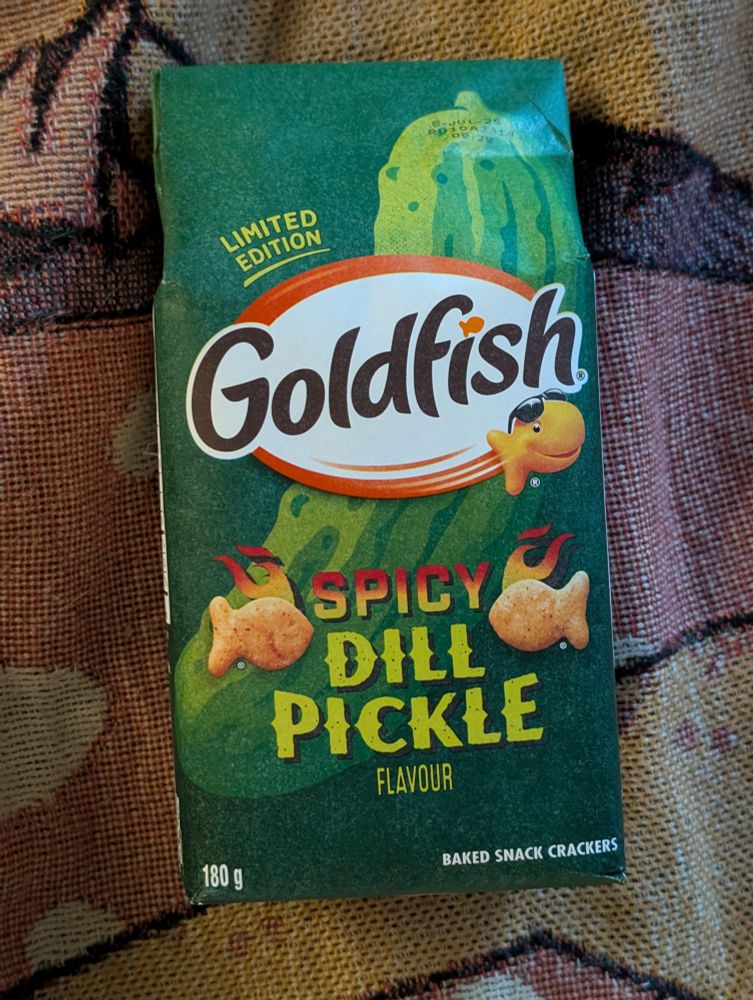 LIMITED
EDITION
Goldfish®
®
SPICY
® ®
DILL
PICKLE
FLAVOUR
BAKED SNACK CRACKERS
180 g